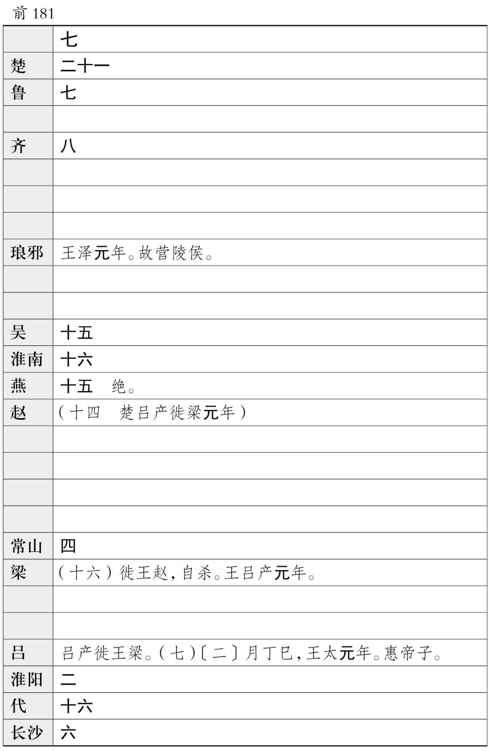 前 181
七
楚 二十一
鲁 七
齐 八
琅邪 王泽元年。故营陵侯。
吴 十五
淮南 十六
燕 十五 绝。
赵 (十四 楚吕产徙梁元年)
常山 四
梁 (十六)徙王赵,自杀。王吕产元年。
吕 吕产徙王梁。(七)〔二〕月丁巳,王太元年。惠帝子。
淮阳 二
代 十六
长沙 六